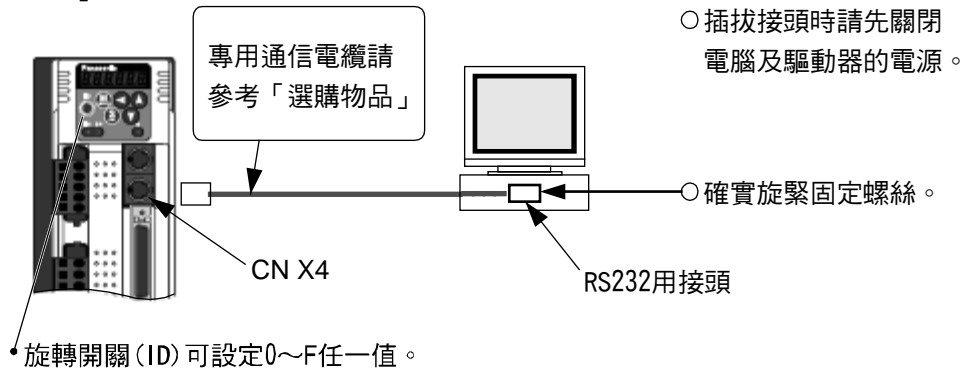 專用通信電纜請
參考「選購物品」
○插拔接頭時請先關閉
電腦及驅動器的電源。
○確實旋緊固定螺絲。
CN X4
RS232用接頭
•旋轉開關(ID)可設定0～F任一值。